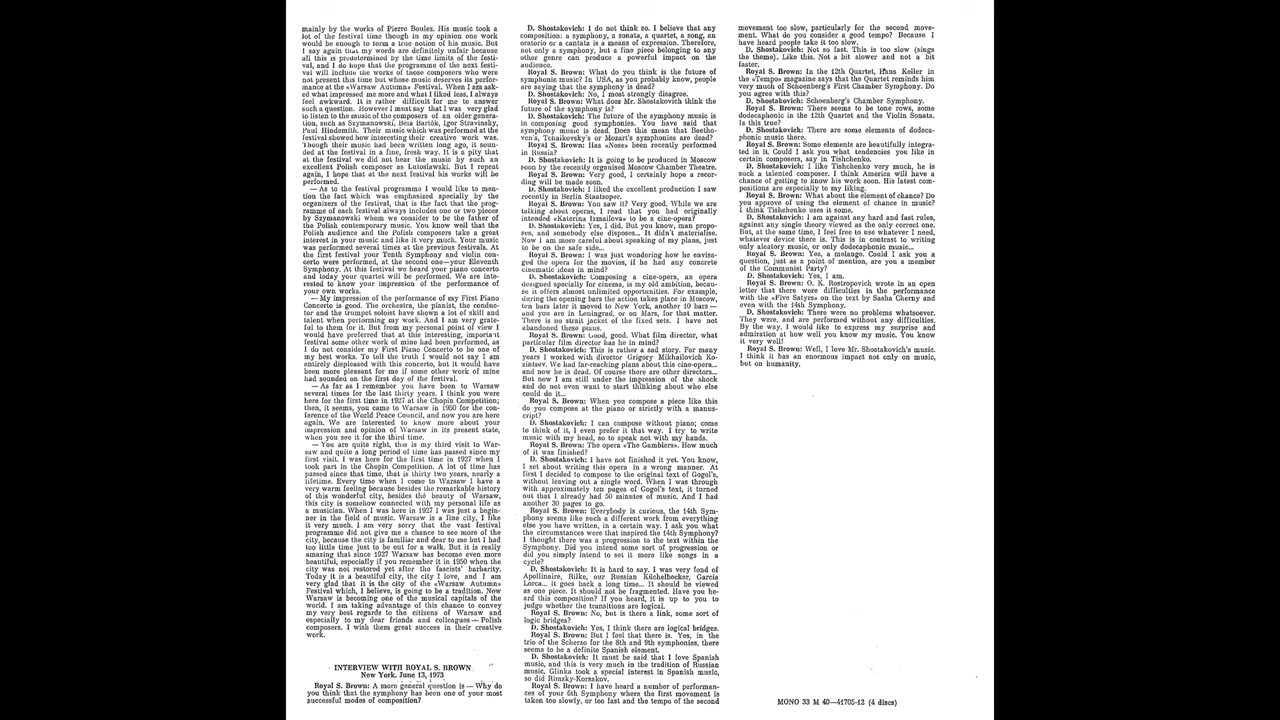 mainly by the works of Pierre Boulez. His music took a
lot of the festival time though in my opinion one work
would be enough to form a true notion of his music. But
I say again that my words are definitely unfair because
all this is predetermined by the time limits of the festi-
val, and I do hope that the programme of the next festi-
val will include the works of those composers who were
not present this time but whose music deserves its perfor-
mance at the «Warsaw Autumn» Festival. When I am ask-
ed what impressed me more and what I liked less, I always
feel awkward. It is rather difficult for me to answer
such a question. However I must say that I was very glad
to listen to the music of the composers of an older genera-
tion, such as Szymanowski, Bela Bartók, Igor Stravinsky,
Paul Hindemith. Their music which was performed at the
festival showed how interesting their creative work was.
Though their music had been written long ago, it soun-
ded at the festival in a fine, fresh way. It is a pity that
at the festival we did not hear the music by such an
excellent Polish composer as Lutoslawski. But I repeat
again, I hope that at the next festival his works will be
performed.
— As to the festival programme I would like to men-
tion the fact which was emphasized specially by the
organisers of the festival, that is the fact that the prog-
ramme of each festival always includes one or two pieces
by Szymanowski whom we consider to be the father of
the Polish contemporary music. You know well that the
Polish audience and the Polish composers take a great
interest in your music and like it very much. Your music
was performed several times at the previous festivals. At
the first festival your Tenth Symphony and violin con-
certo were performed, at the second one—your Eleventh
Symphony. At this festival we heard your piano concerto
and today your quartet will be performed. We are inte-
rested to know your impression of the performance of
your own works.
— My impression of the performance of my First Piano
Concerto is good. The orchestra, the pianist, the conduc-
tor and the trumpet soloist have shown a lot of skill and
talent when performing my work. And I am very grate-
ful to them for it. But from my personal point of view I
would have preferred that at this interesting, important
festival some other work of mine had been performed, as
I do not consider my First Piano Concerto to be one of
my best works. To tell the truth I would not say I am
entirely displeased with this concerto, but it would have
been more pleasant for me if some other work of mine
had sounded on the first day of the festival.
— As far as I remember you have been to Warsaw
several times for the last thirty years. I think you were
here for the first time in 1927 at the Chopin Competition;
then, it seems, you came to Warsaw in 1950 for the con-
ference of the World Peace Council, and now you are here
again. We are interested to know more about your
impression and opinion of Warsaw in its present state,
when you see it for the third time.
— You are quite right, this is my third visit to War-
saw and quite a long period of time has passed since my
first visit. I was here for the first time in 1927 when I
took part in the Chopin Competition. A lot of time has
passed since that time, that is thirty two years, nearly a
lifetime. Every time when I come to Warsaw I have a
very warm feeling because besides the remarkable history
of this wonderful city, besides the beauty of Warsaw,
this city is somehow connected with my personal life as a
musician. When I was here in 1927 I was just a begin-
ner in the field of music. Warsaw is a fine city, I like
it very much. I am very sorry that the vast festival
programme did not give me a chance to see more of the
city, because the city is familiar and dear to me but I had
too little time just to be out for a walk. But it is really
amazing that since 1927 Warsaw has become even more
beautiful, especially if you remember it in 1950 when the
city was not restored yet after the fascists' barbarity.
Today it is a beautiful city, the city I love, and I am
very glad that it is the city of the «Warsaw Autumn»
Festival which, I believe, is going to be a tradition. Now
Warsaw is becoming one of the musical capitals of the
world. I am taking advantage of this chance to convey
my very best regards to the citizens of Warsaw and
especially to my dear friends and colleagues — Polish
composers. I wish them great success in their creative
work.
INTERVIEW WITH ROYAL S. BROWN
New York. June 13, 1973
Royal S. Brown: A more general question is — Why do
you think that the symphony has been one of your most
successful modes of composition?
D. Shostakovich: I do not think so. I believe that any
composition: a symphony, a sonata, a quartet, a song, an
oratorio or a cantata is a means of expression. Therefore,
not only a symphony, but a fine piece belonging to any
other genre can produce a powerful impact on the
audience.
Royal S. Brown: What do you think is the future of
symphonic music? In USA, as you probably know, people
are saying that the symphony is dead?
D. Shostakovich: No, I most strongly disagree.
Royal S. Brown: What does Mr. Shostakovich think the
future of the symphony is?
D. Shostakovich: The future of the symphony music is
in composing good symphonies. You have said that
symphony music is dead. Does this mean that Beetho-
ven's, Tchaikovsky's or Mozart's symphonies are dead?
Royal S. Brown: Has «Nose» been recently performed
in Russia?
D. Shostakovich: It is going to be produced in Moscow
soon by the recently organised Moscow Chamber Theatre.
Royal S. Brown: Very good, I certainly hope a recor-
ding will be made soon.
D. Shostakovich: I liked the excellent production I saw
recently in Berlin Staatsoper.
Royal S. Brown: You saw it? Very good. While we are
talking about operas, I read that you had originally
intended «Katerina Izmailova» to be a cine-opera?
D. Shostakovich: Yes, I did. But you know, man propo-
ses, and somebody else disposes... It didn't materialise.
Now I am more careful about speaking of my plans, just
to be on the safe side...
Royal S. Brown: I was just wondering how he envisa-
ged the opera for the movies, if he had any concrete
cinematic ideas in mind?
D. Shostakovich: Composing a cine-opera, an opera
designed specially for cinema, is my old ambition, becau-
se it offers almost unlimited opportunities. For example,
during the opening bars the action takes place in Moscow,
ten bars later it moved to New York, another 10 bars —
and you are in Leningrad, or on Mars, for that matter.
There is no strait jacket of the fixed sets. I have not
abandoned these plans.
Royal S. Brown: Good, good. What film director, what
particular film director has he in mind?
D. Shostakovich: This is rather a sad story. For many
years I worked with director Grigory Mikhailovich Ko-
zintsev. We had far-reaching plans about this cine-opera...
and now he is dead. Of course there are other directors...
But now I am still under the impression of the shock
and do not even want to start thinking about who else
could do it...
Royal S. Brown: When you compose a piece like this
do you compose at the piano or strictly with a manus-
cript?
D. Shostakovich: I can compose without piano; come
to think of it, I even prefer it that way. I try to write
music with my head, so to speak not with my hands.
Royal S. Brown: The opera «The Gamblers». How much
of it was finished?
D. Shostakovich: I have not finished it yet. You know,
I set about writing this opera in a wrong manner. At
first I decided to compose to the original text of Gogol's,
without leaving out a single word. When I was through
with approximately ten pages of Gogol's text, it turned
out that I already had 50 minutes of music. And I had
another 30 pages to go.
Royal S. Brown: Everybody is curious, the 14th Sym-
phony seems like such a different work from everything
else you have written, in a certain way. I ask you what
the circumstances were that inspired the 14th Symphony?
I thought there was a progression to the text within the
Symphony. Did you intend some sort of progression or
did you simply intend to set it more like songs in a
cycle?
D. Shostakovich: It is hard to say. I was very fond of
Apollinaire, Rilke, our Russian Küchelbecker, Garcia
Lorca... it goes back a long time... It should be viewed
as one piece. It should not be fragmented. Have you he-
ard this composition? If you heard, it is up to you to
judge whether the transitions are logical.
Royal S. Brown: No, but is there a link, some sort of
logic bridges?
D. Shostakovich: Yes, I think there are logical bridges.
Royal S. Brown: But I feel that there is. Yes, in the
trio of the Scherzo for the 8th and 9th symphonies, there
seems to be a definite Spanish element.
D. Shostakovich: It must be said that I love Spanish
music, and this is very much in the tradition of Russian
music. Glinka took a special interest in Spanish music,
so did Rimsky-Korsakov.
Royal S. Brown: I have heard a number of performan-
ces of your 6th Symphony where the first movement is
taken too slowly, or too fast and the tempo of the second
movement too slow, particularly for the second move-
ment. What do you consider a good tempo? Because I
have heard people take it too slow.
D. Shostakovich: Not so fast. This is too slow (sings
the theme). Like this. Not a bit slower and not a bit
faster.
Royal S. Brown: In the 12th Quartet, Hans Keller in
the «Tempo» magazine says that the Quartet reminds him
very much of Schoenberg's First Chamber Symphony. Do
you agree with this?
D. Shostakovich: Schoenberg's Chamber Symphony.
Royal S. Brown: There seems to be tone rows, some
dodecaphonic in the 12th Quartet and the Violin Sonata.
Is this true?
D. Shostakovich: There are some elements of dodeca-
phonic music there.
Royal S. Brown: Some elements are beautifully integra-
ted in it. Could I ask you what tendencies you like in
certain composers, say in Tishchenko.
D. Shostakovich: I like Tishchenko very much, he is
such a talented composer. I think America will have a
chance of getting to know his work soon. His latest com-
positions are especially to my liking.
Royal S. Brown: What about the element of chance? Do
you approve of using the element of chance in music?
I think Tishchenko uses it some.
D. Shostakovich: I am against any hard and fast rules,
against any single theory viewed as the only correct one.
But, at the same time, I feel free to use whatever I need,
whatever device there is. This is in contrast to writing
only aleatory music, or only dodecaphonic music...
Royal S. Brown: Yes, a melange. Could I ask you a
question, just as a point of mention, are you a member
of the Communist Party?
D. Shostakovich: Yes, I am.
Royal S. Brown: O. K. Rostropovich wrote in an open
letter that there were difficulties in the performance
with the «Five Satyrs» on the text by Sasha Cherny and
even with the 14th Symphony.
D. Shostakovich: There were no problems whatsoever.
They were, and are performed without any difficulties.
By the way, I would like to express my surprise and
admiration at how well you know my music. You know
it very well!
Royal S. Brown: Well, I love Mr. Shostakovich's music.
I think it has an enormous impact not only on music,
but on humanity.
MONO 33 M 40—41705-12 (4 discs)